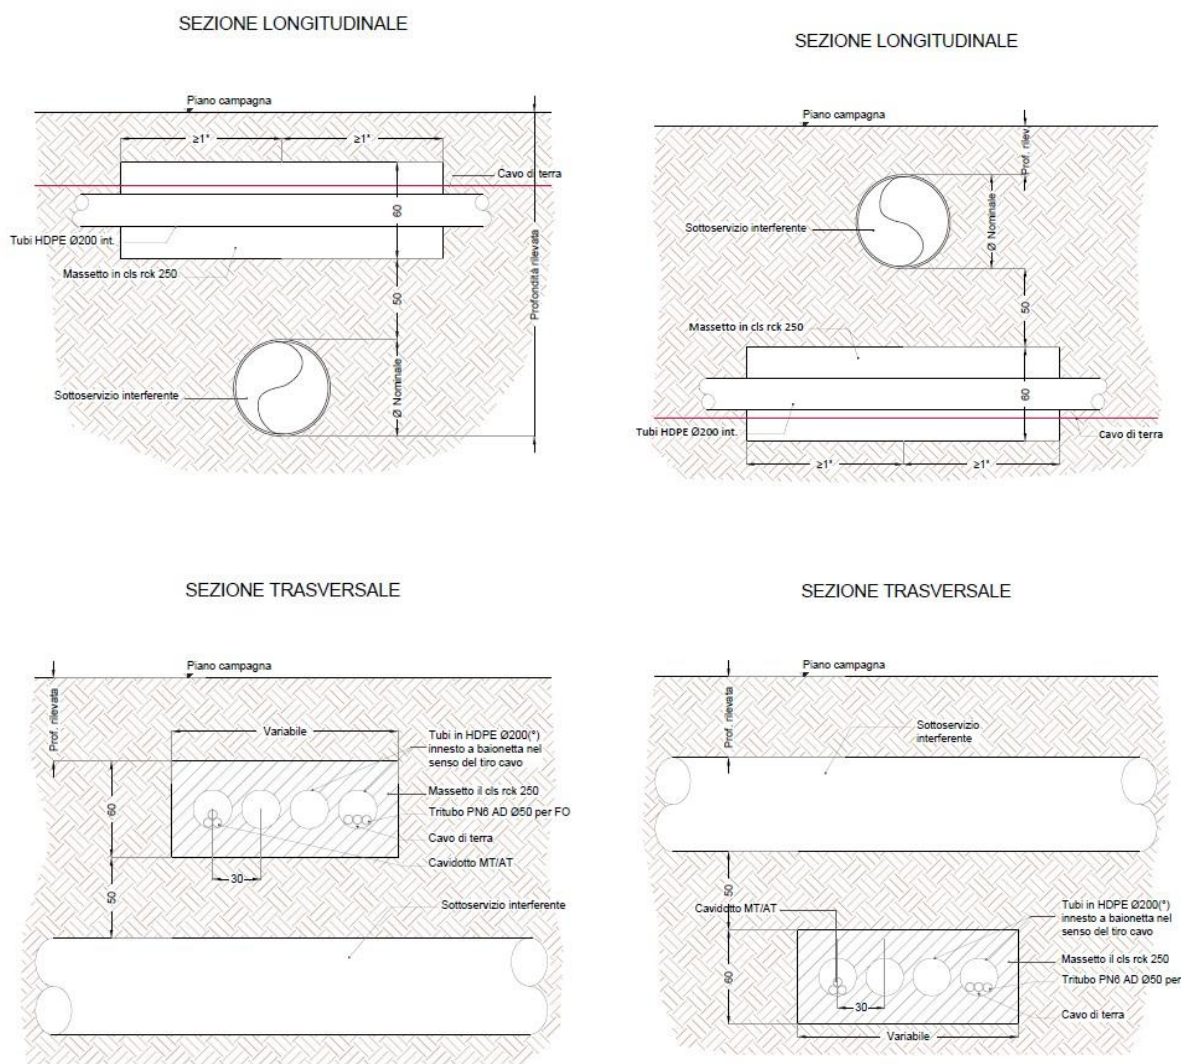 SEZIONE LONGITUDINALE
Piano campagna
≥1*
≥1*
Cavo di terra
60
Tubi HDPE Ø200 int.
Massetto in cls rck 250
50
Profondità rilevata
Ø Nominale
Sottoservizio interferente
SEZIONE LONGITUDINALE
Piano campagna
Prof. rilev.
Sottoservizio interferente
Ø Nominale
50
Massetto in cls rck 250
60
Tubi HDPE Ø200 int.
Cavo di terra
≥1*
≥1*
SEZIONE TRASVERSALE
Piano campagna
Prof. rilevata
Variabile
Tubi in HDPE Ø200(*)
innesto a baionetta nel
senso del tiro cavo
Massetto il cls rck 250
Tritubo PN6 AD Ø50 per FO
Cavo di terra
Cavidotto MT/AT
60
30
50
Sottoservizio interferente
SEZIONE TRASVERSALE
Piano campagna
Prof. rilevata
Sottoservizio
interferente
50
Cavidotto MT/AT
Tubi in HDPE Ø200(*)
innesto a baionetta nel
senso del tiro cavo
Massetto il cls rck 250
Tritubo PN6 AD Ø50 per
Cavo di terra
60
30
Variabile